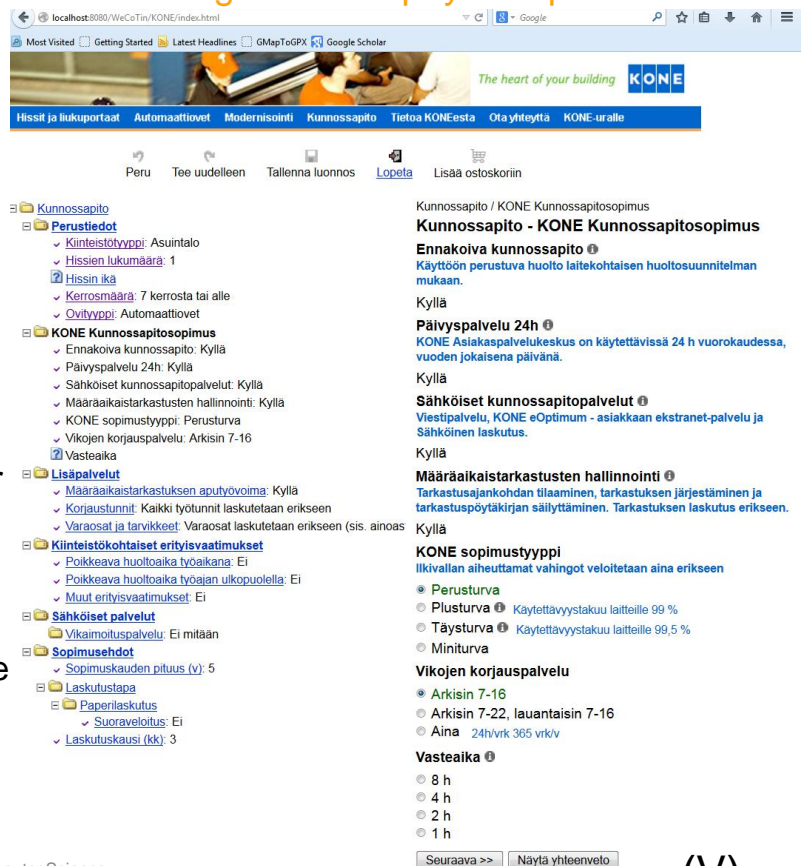 localhost:8080/WeCoTin/KONE/index.html
Google
Most Visited Getting Started Latest Headlines GMapToGPX Google Scholar
The heart of your building KONE
Hissit ja liukuportaat Automaattiovet Modernisointi Kunnossapito Tietoa KONEesta Ota yhteyttä KONE-uralle
Peru Tee uudelleen Tallenna luonnos Lopeta Lisää ostoskoriin
Kunnossapito
Perustiedot
Kiinteistötyyppi: Asuintalo
Hissien lukumäärä: 1
Hissin ikä
Kerrosmäärä: 7 kerrosta tai alle
Ovityyppi: Automaattiovet
KONE Kunnossapitosopimus
Ennakoiva kunnossapito: Kyllä
Päivyspalvelu 24h: Kyllä
Sähköiset kunnossapitopalvelut: Kyllä
Määräaikaistarkastusten hallinnointi: Kyllä
KONE sopimustyyppi: Perusturva
Vikojen korjauspalvelu: Arkisin 7-16
Vasteaika
Lisäpalvelut
Määräaikaistarkastuksen aputyövoima: Kyllä
Korjaustunnit: Kaikki työtunnit laskutetaan erikseen
Varaosat ja tarvikkeet: Varaosat laskutetaan erikseen (sis. ainoas
Kiinteistökohtaiset erityisvaatimukset
Poikkeava huoltoaika työaikana: Ei
Poikkeava huoltoaika työajan ulkopuolella: Ei
Muut erityisvaatimukset: Ei
Sähköiset palvelut
Vikaimoituspalvelu: Ei mitään
Sopimusehdot
Sopimuskauden pituus (v): 5
Laskutustapa
Paperilaskutus
Suoraveloitus: Ei
Laskutuskausi (kk): 3
Kunnossapito / KONE Kunnossapitosopimus
Kunnossapito - KONE Kunnossapitosopimus
Ennakoiva kunnossapito
Käyttöön perustuva huolto laitekohtaisen huoltosuunnitelman
mukaan.
Kyllä
Päivyspalvelu 24h
KONE Asiakaspalvelukeskus on käytettävissä 24 h vuorokaudessa,
vuoden jokaisena päivänä.
Kyllä
Sähköiset kunnossapitopalvelut
Viestipalvelu, KONE eOptimum - asiakkaan ekstranet-palvelu ja
Sähköinen laskutus.
Kyllä
Määräaikaistarkastusten hallinnointi
Tarkastusajankohdan tilaaminen, tarkastuksen järjestäminen ja
tarkastuspöytäkirjan säilyttäminen. Tarkastuksen laskutus erikseen.
Kyllä
KONE sopimustyyppi
Ilkivallan aiheuttamat vahingot veloitetaan aina erikseen
Perusturva
Plusturva Käytettävyystakuu laitteille 99 %
Täysturva Käytettävyystakuu laitteille 99,5 %
Miniturva
Vikojen korjauspalvelu
Arkisin 7-16
Arkisin 7-22, lauantaisin 7-16
Aina 24h/vrk 365 vrk/v
Vasteaika
8 h
4 h
2 h
1 h
Seuraava >> Näytä yhteenveto